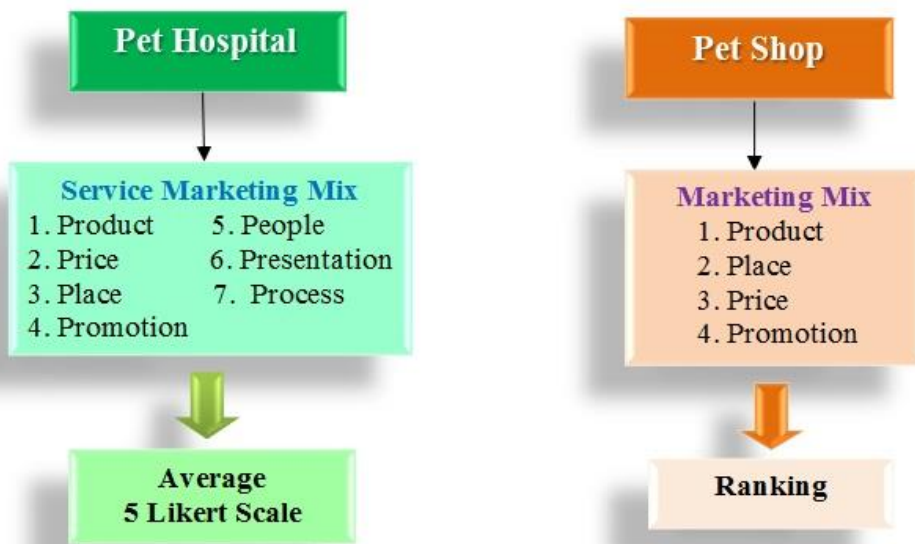 Pet Hospital
Service Marketing Mix
1. Product 5. People
2. Price 6. Presentation
3. Place 7. Process
4. Promotion
Average
5 Likert Scale
Pet Shop
Marketing Mix
1. Product
2. Place
3. Price
4. Promotion
Ranking